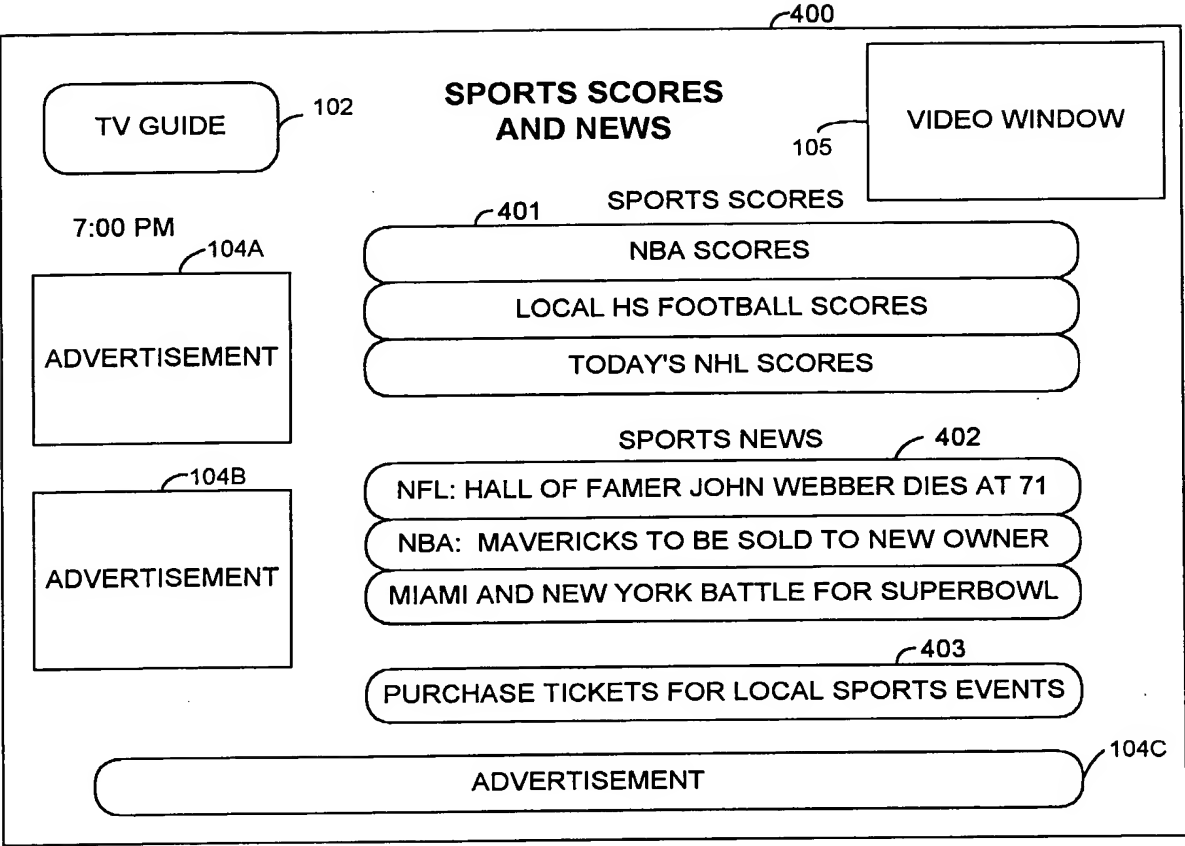 400
TV GUIDE
102
SPORTS SCORES
AND NEWS
105
VIDEO WINDOW
7:00 PM
104A
ADVERTISEMENT
104B
ADVERTISEMENT
SPORTS SCORES
401
NBA SCORES
LOCAL HS FOOTBALL SCORES
TODAY'S NHL SCORES
SPORTS NEWS
402
NFL: HALL OF FAMER JOHN WEBBER DIES AT 71
NBA: MAVERICKS TO BE SOLD TO NEW OWNER
MIAMI AND NEW YORK BATTLE FOR SUPERBOWL
403
PURCHASE TICKETS FOR LOCAL SPORTS EVENTS
104C
ADVERTISEMENT